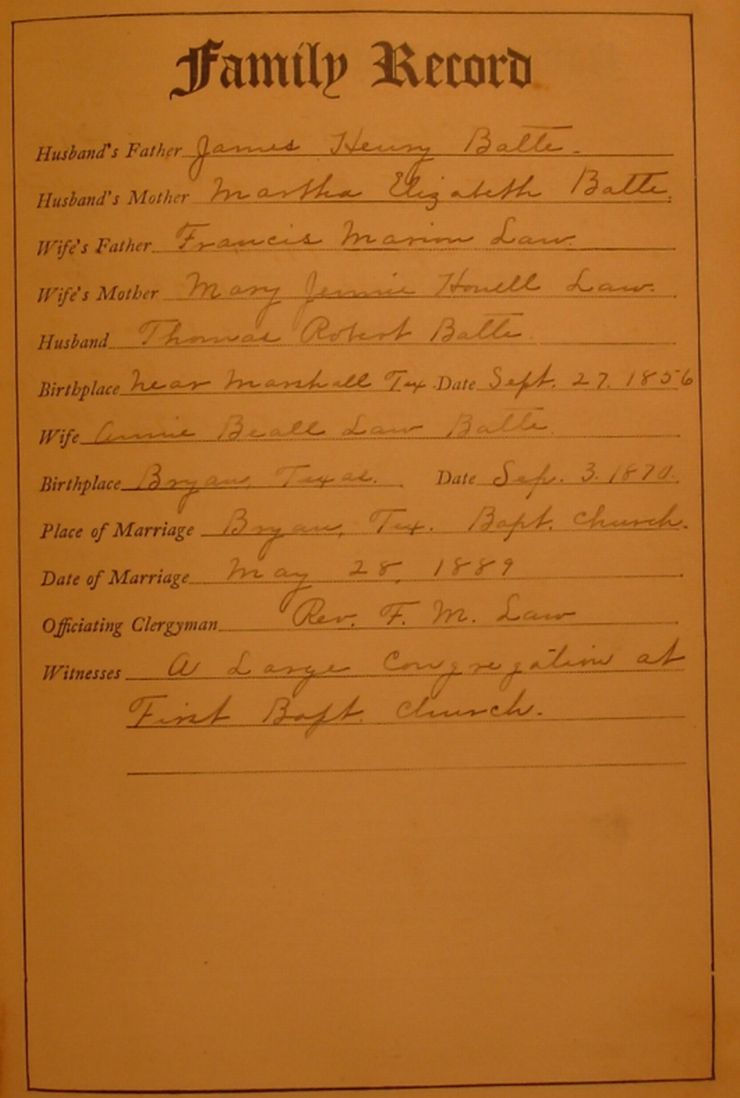 Family Record
Husband's Father James Henry Batte.
Husband's Mother Martha Elizabeth Batte.
Wife's Father Francis Marion Law.
Wife's Mother Mary Jennie Howell Law.
Husband Thomas Robert Batte.
Birthplace Near Marshall Tex. Date Sept. 27. 1856
Wife Annie Beall Law Batte.
Birthplace Bryan, Texas. Date Sep. 3. 1870.
Place of Marriage Bryan, Tex. Bapt. Church.
Date of Marriage May 28, 1889
Officiating Clergyman Rev. F. M. Law
Witnesses A Large Congregation at
First Bapt. Church.